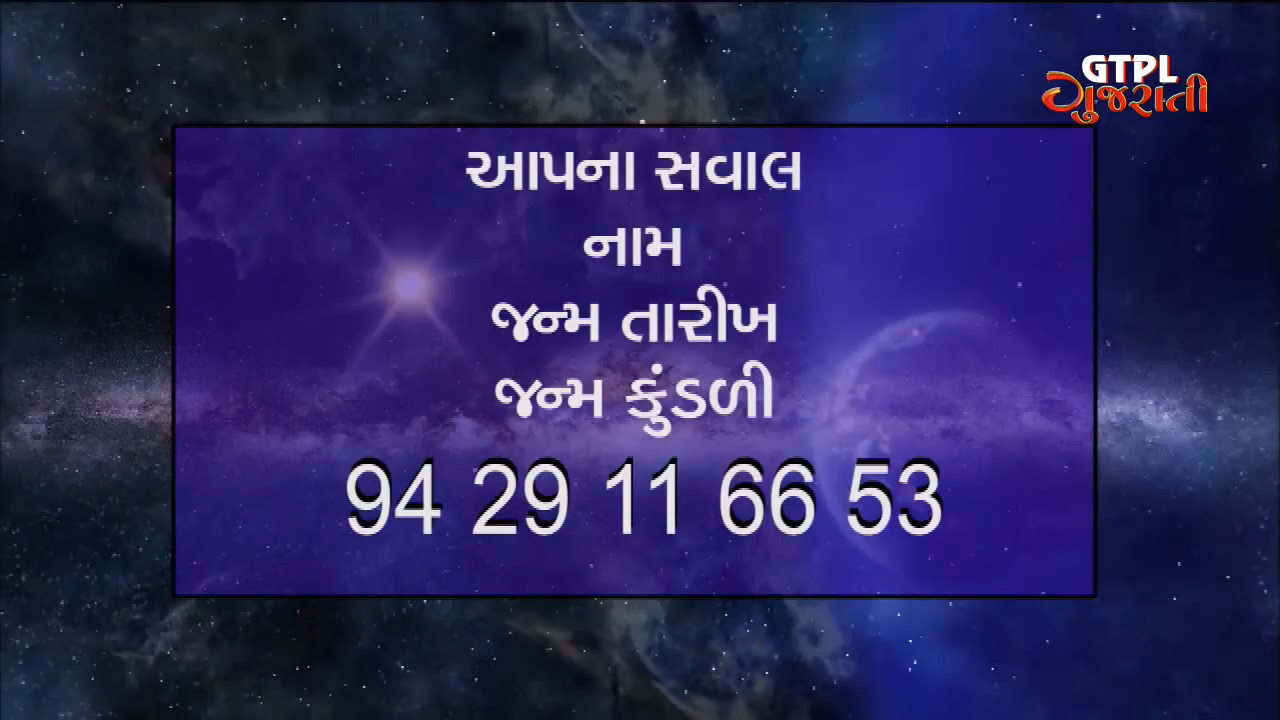 GTPL
ગુજરાતી
આપના સવાલ
નામ
જન્મ તારીખ
જન્મ કુંડળી
94 29 11 66 53